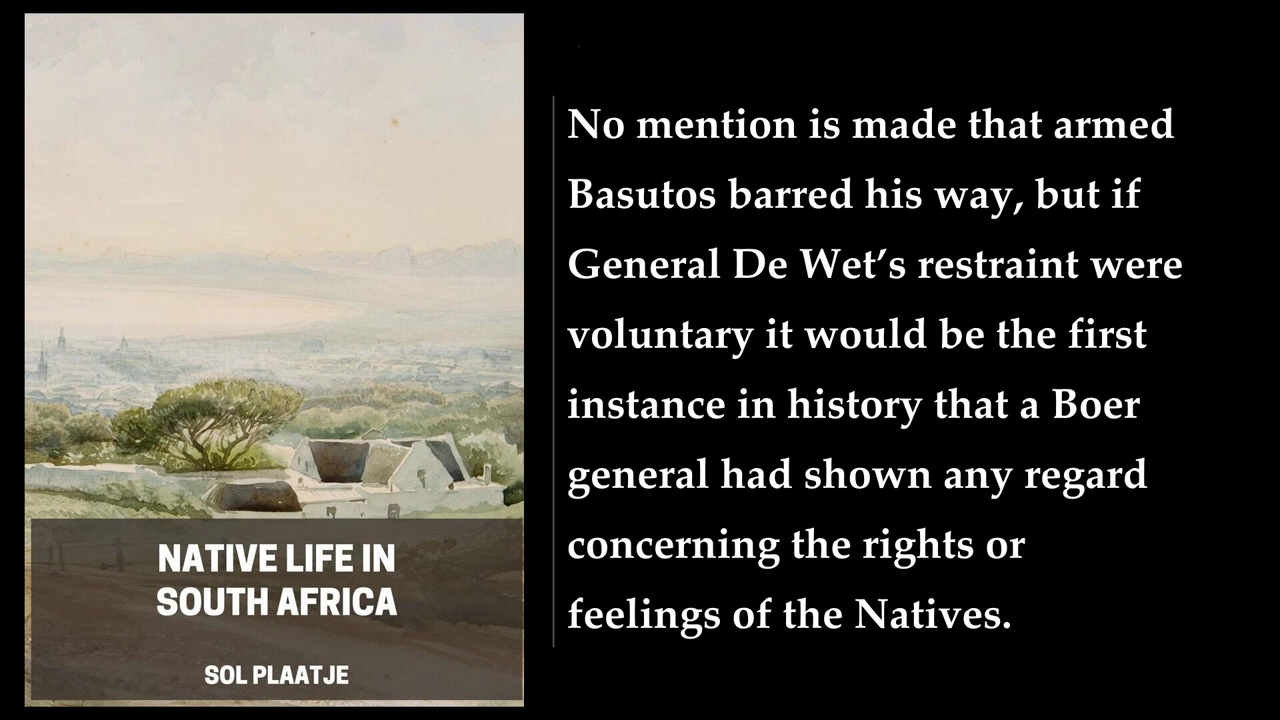 NATIVE LIFE IN
SOUTH AFRICA
SOL PLAATJE
No mention is made that armed
Basutos barred his way, but if
General De Wet’s restraint were
voluntary it would be the first
instance in history that a Boer
general had shown any regard
concerning the rights or
feelings of the Natives.